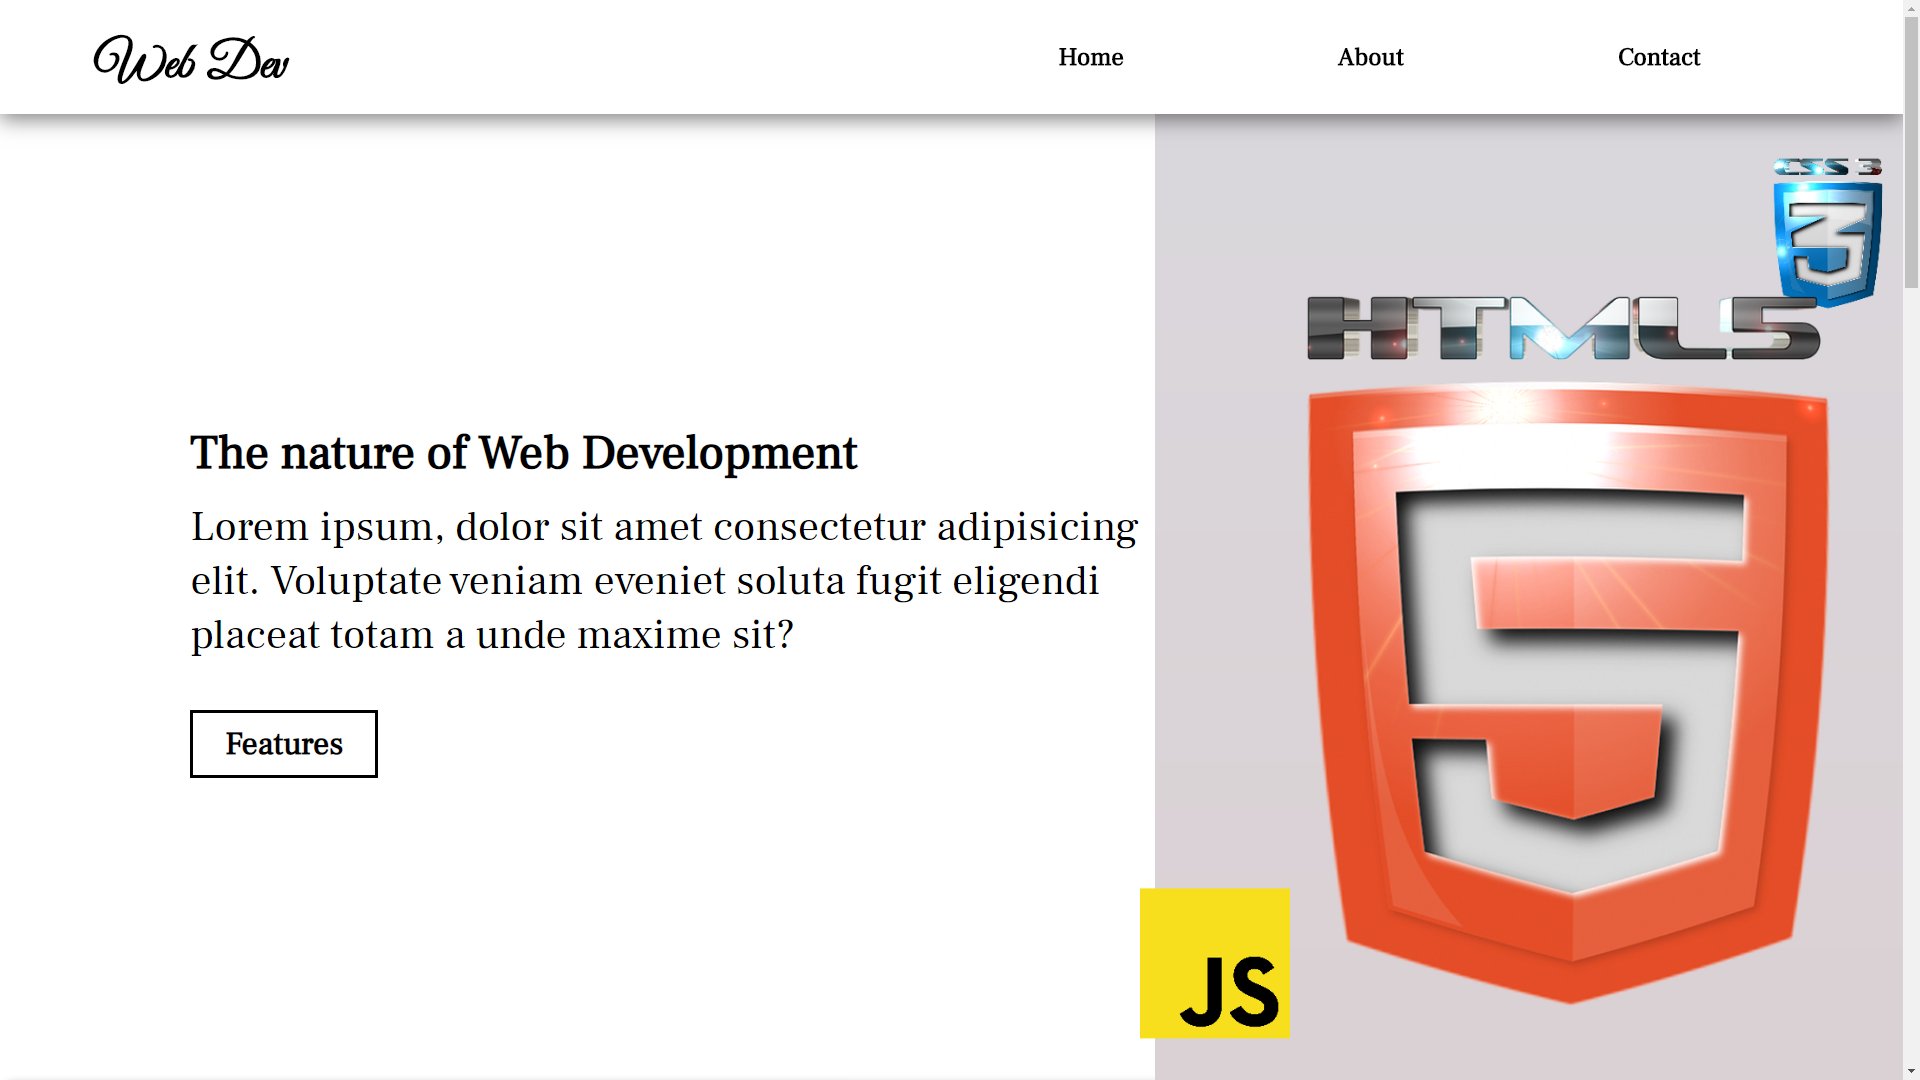 Web Dev
Home
About
Contact
CSS 3
HTML5
The nature of Web Development
Lorem ipsum, dolor sit amet consectetur adipisicing
elit. Voluptate veniam eveniet soluta fugit eligendi
placeat totam a unde maxime sit?
Features
JS